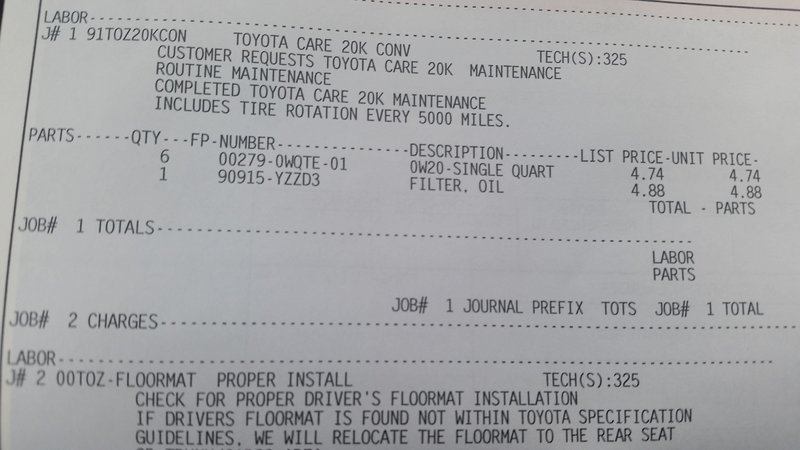 LABOR--------------------------------------------------------------
J# 1 91TOZ20KCON TOYOTA CARE 20K CONV TECH(S):325
CUSTOMER REQUESTS TOYOTA CARE 20K MAINTENANCE
ROUTINE MAINTENANCE
COMPLETED TOYOTA CARE 20K MAINTENANCE
INCLUDES TIRE ROTATION EVERY 5000 MILES.
PARTS------QTY---FP-NUMBER---------------DESCRIPTION---------LIST PRICE-UNIT PRICE-
6 00279-0WQTE-01 0W20-SINGLE QUART 4.74 4.74
1 90915-YZZD3 FILTER, OIL 4.88 4.88
TOTAL - PARTS
JOB# 1 TOTALS--------------------------------------------------------------
LABOR
PARTS
JOB# 1 JOURNAL PREFIX TOTS JOB# 1 TOTAL
JOB# 2 CHARGES--------------------------------------------------------------
LABOR--------------------------------------------------------------
J# 2 00TOZ-FLOORMAT PROPER INSTALL TECH(S):325
CHECK FOR PROPER DRIVER'S FLOORMAT INSTALLATION
IF DRIVERS FLOORMAT IS FOUND NOT WITHIN TOYOTA SPECIFICATION
GUIDELINES, WE WILL RELOCATE THE FLOORMAT TO THE REAR SEAT